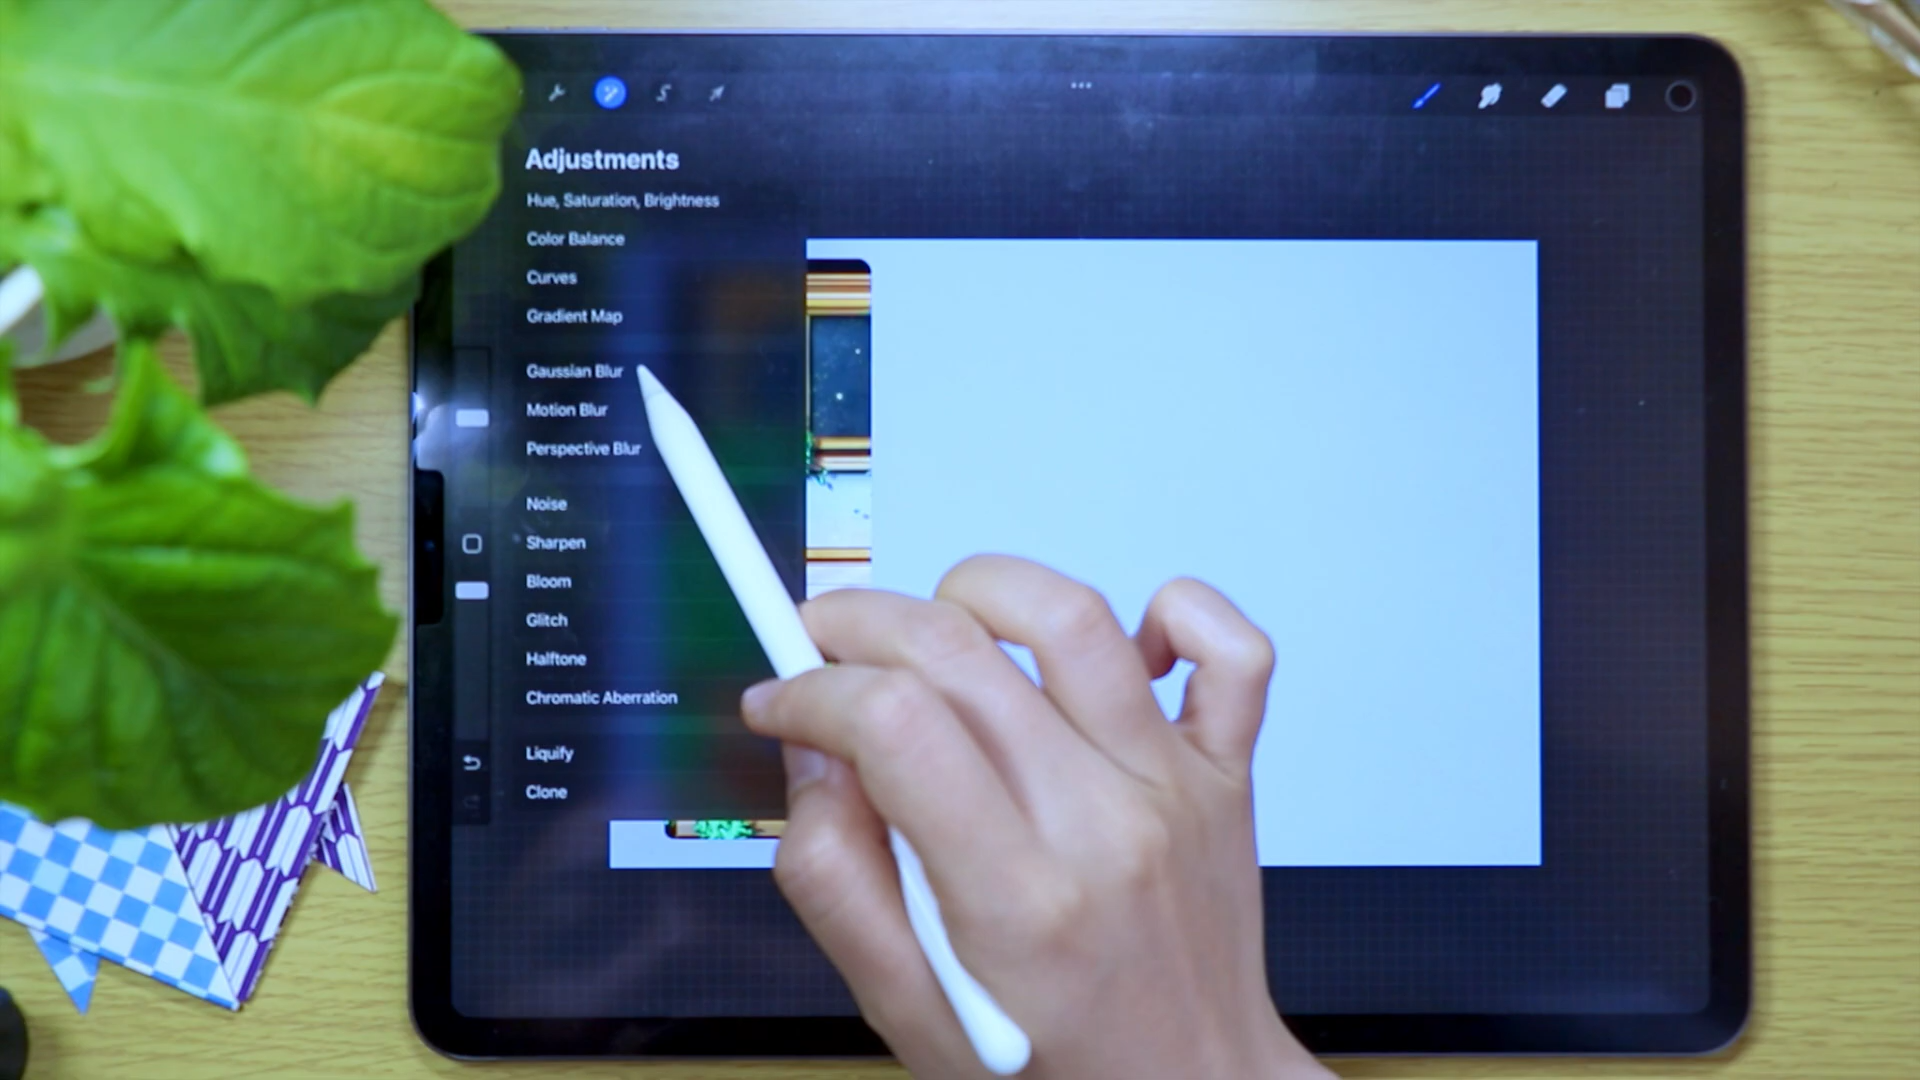 Adjustments
Hue, Saturation, Brightness
Color Balance
Curves
Gradient Map
Gaussian Blur
Motion Blur
Perspective Blur
Noise
Sharpen
Bloom
Glitch
Halftone
Chromatic Aberration
Liquify
Clone